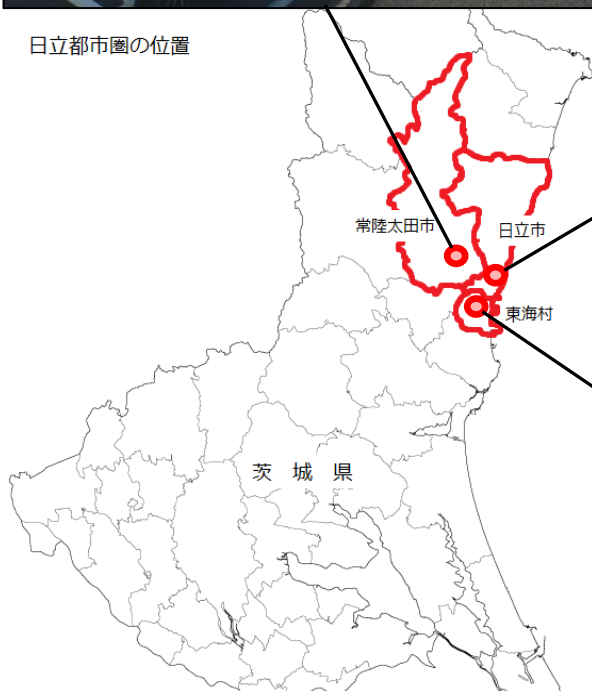 日立都市圏の位置
常陸太田市
日立市
東海村
茨 城 県